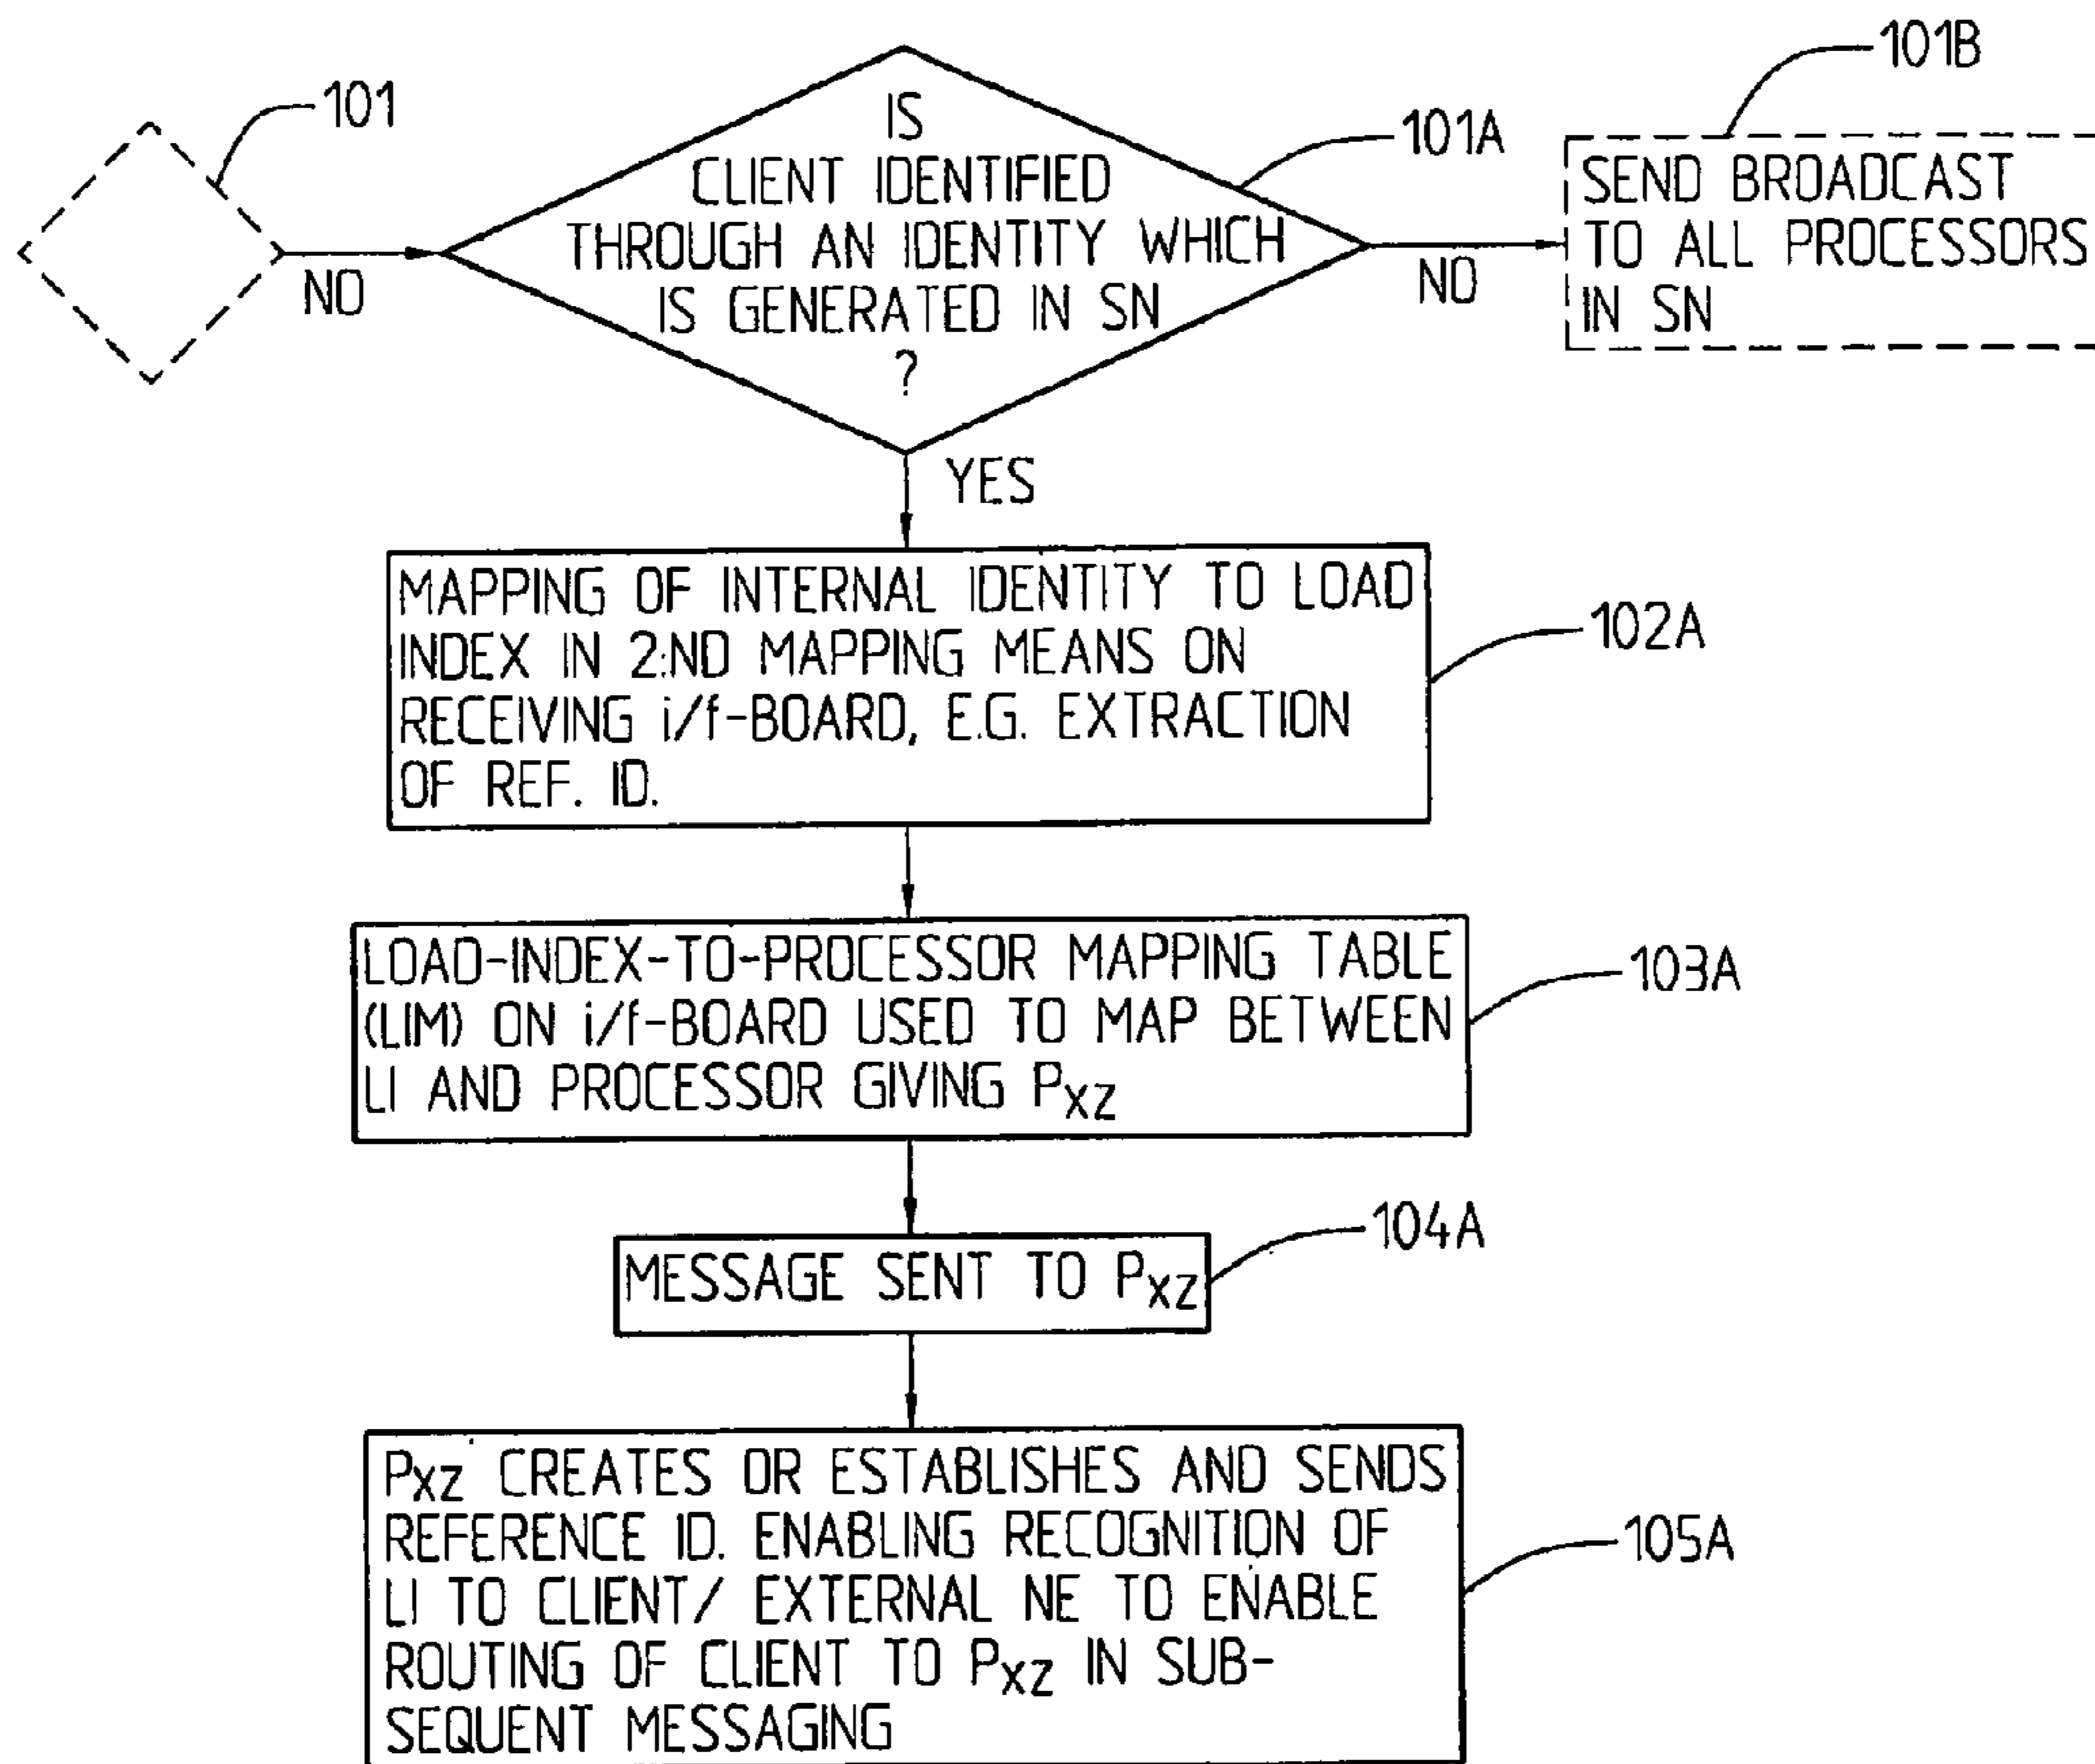 101
NO
IS
CLIENT IDENTIFIED
THROUGH AN IDENTITY WHICH
IS GENERATED IN SN
?
101A
NO
101B
SEND BROADCAST
TO ALL PROCESSORS
IN SN
YES
MAPPING OF INTERNAL IDENTITY TO LOAD
INDEX IN 2:ND MAPPING MEANS ON
RECEIVING i/f-BOARD, E.G. EXTRACTION
OF REF. ID.
102A
LOAD-INDEX-TO-PROCESSOR MAPPING TABLE
(LIM) ON i/f-BOARD USED TO MAP BETWEEN
LI AND PROCESSOR GIVING PXZ
103A
MESSAGE SENT TO PXZ
104A
PXZ CREATES OR ESTABLISHES AND SENDS
REFERENCE ID. ENABLING RECOGNITION OF
LI TO CLIENT/ EXTERNAL NE TO ENABLE
ROUTING OF CLIENT TO PXZ IN SUB-
SEQUENT MESSAGING
105A